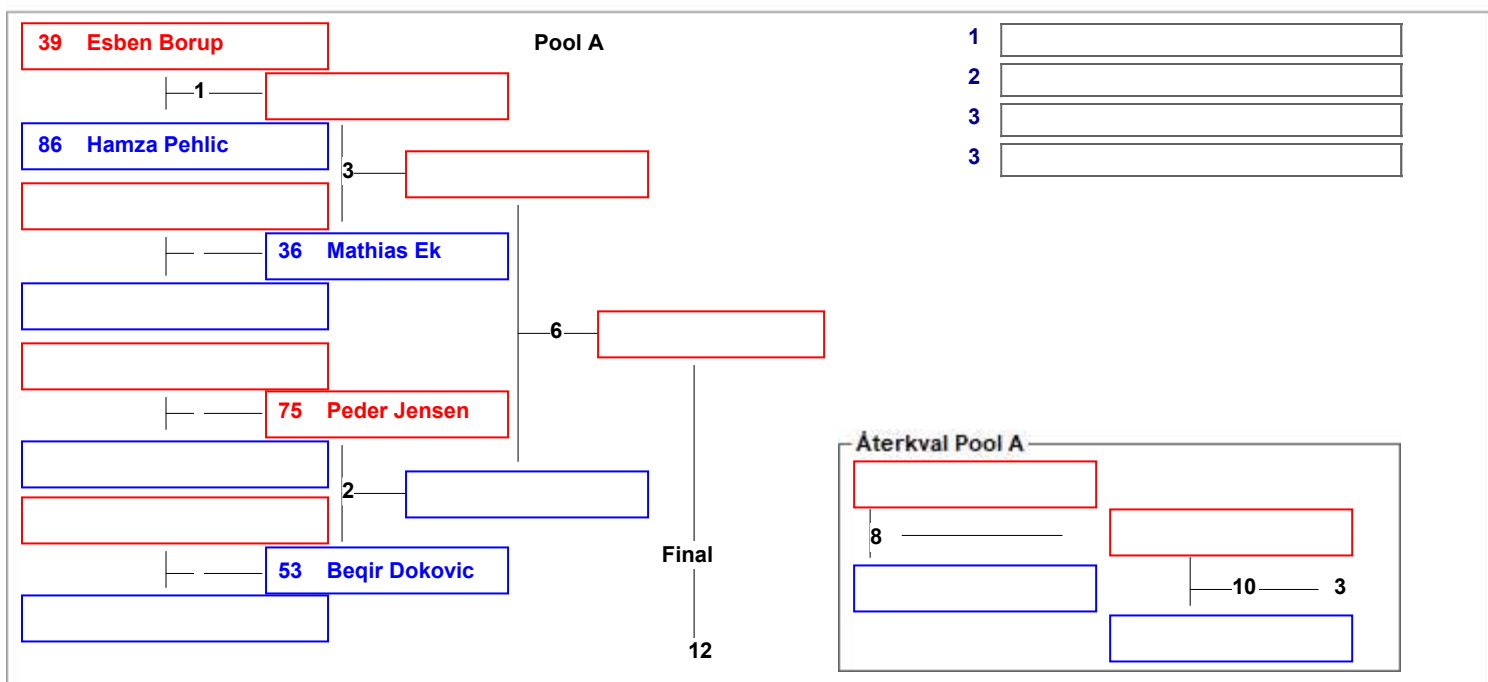 39 Esben Borup
Pool A
1
1
2
86 Hamza Pehlic
3
3
3
36 Mathias Ek
6
75 Peder Jensen
Återkval Pool A
2
8
Final
53 Beqir Dokovic
10
3
12